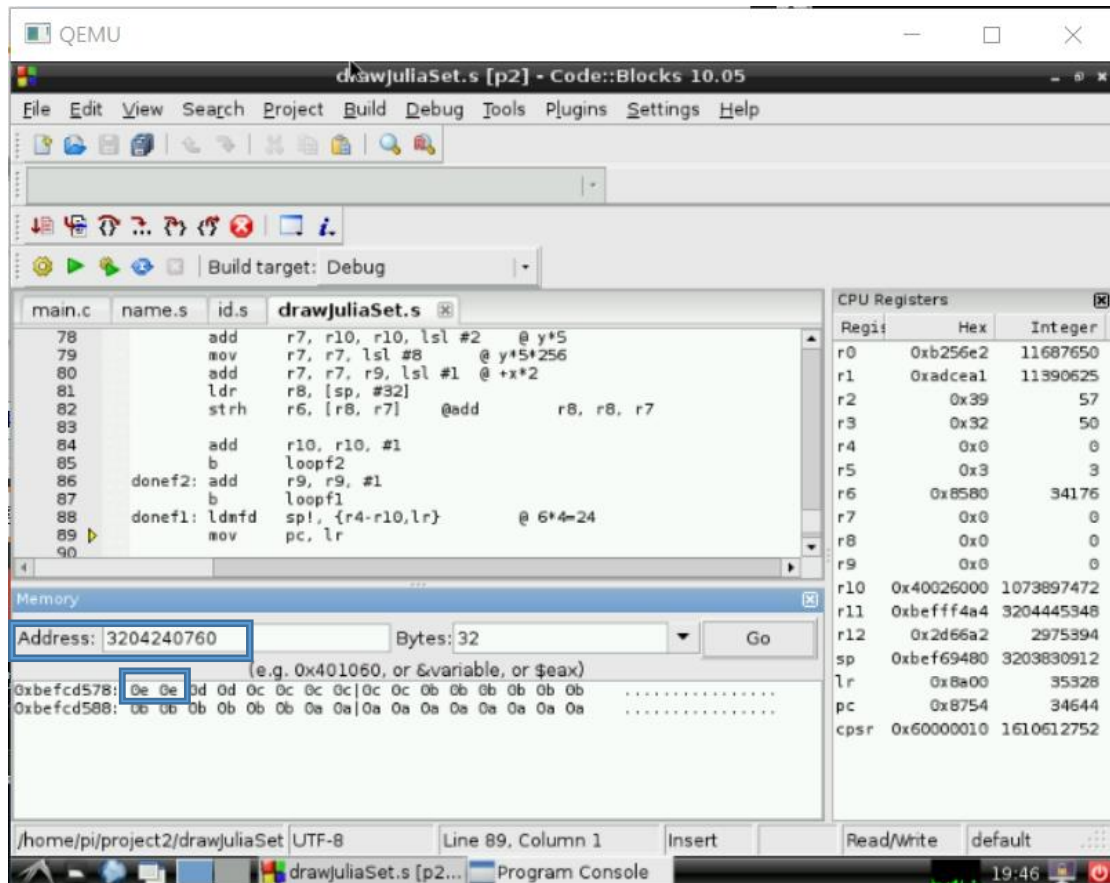 QEMU
drawJuliaSet.s [p2] - Code::Blocks 10.05
File Edit View Search Project Build Debug Tools Plugins Settings Help
Build target: Debug
main.c name.s id.s drawJuliaSet.s
78 add r7, r10, r10, lsl #2 @ y*5
79 mov r7, r7, lsl #8 @ y*5*256
80 add r7, r7, r9, lsl #1 @ +x*2
81 ldr r8, [sp, #32]
82 strh r6, [r8, r7] @add r8, r8, r7
83
84 add r10, r10, #1
85 b loopf2
86 donef2: add r9, r9, #1
87 b loopf1
88 donef1: ldmfd sp!, {r4-r10,lr} @ 6*4=24
89 mov pc, lr
90
Memory
Address: 3204240760 Bytes: 32 Go
(e.g. 0x401060, or &variable, or $eax)
0xbefcd578: 0e 0e 0d 0d 0c 0c 0c 0c|0c 0c 0b 0b 0b 0b 0b 0b ................
0xbefcd588: 0b 0b 0b 0b 0b 0b 0a 0a|0a 0a 0a 0a 0a 0a 0a 0a ................
CPU Registers
Regis Hex Integer
r0 0xb256e2 11687650
r1 0xadcea1 11390625
r2 0x39 57
r3 0x32 50
r4 0x0 0
r5 0x3 3
r6 0x8580 34176
r7 0x0 0
r8 0x0 0
r9 0x0 0
r10 0x40026000 1073897472
r11 0xbefff4a4 3204445348
r12 0x2d66a2 2975394
sp 0xbef69480 3203830912
lr 0x8a00 35328
pc 0x8754 34644
cpsr 0x60000010 1610612752
/home/pi/project2/drawJuliaSet UTF-8 Line 89, Column 1 Insert Read/Write default
drawJuliaSet.s [p2... Program Console 19:46